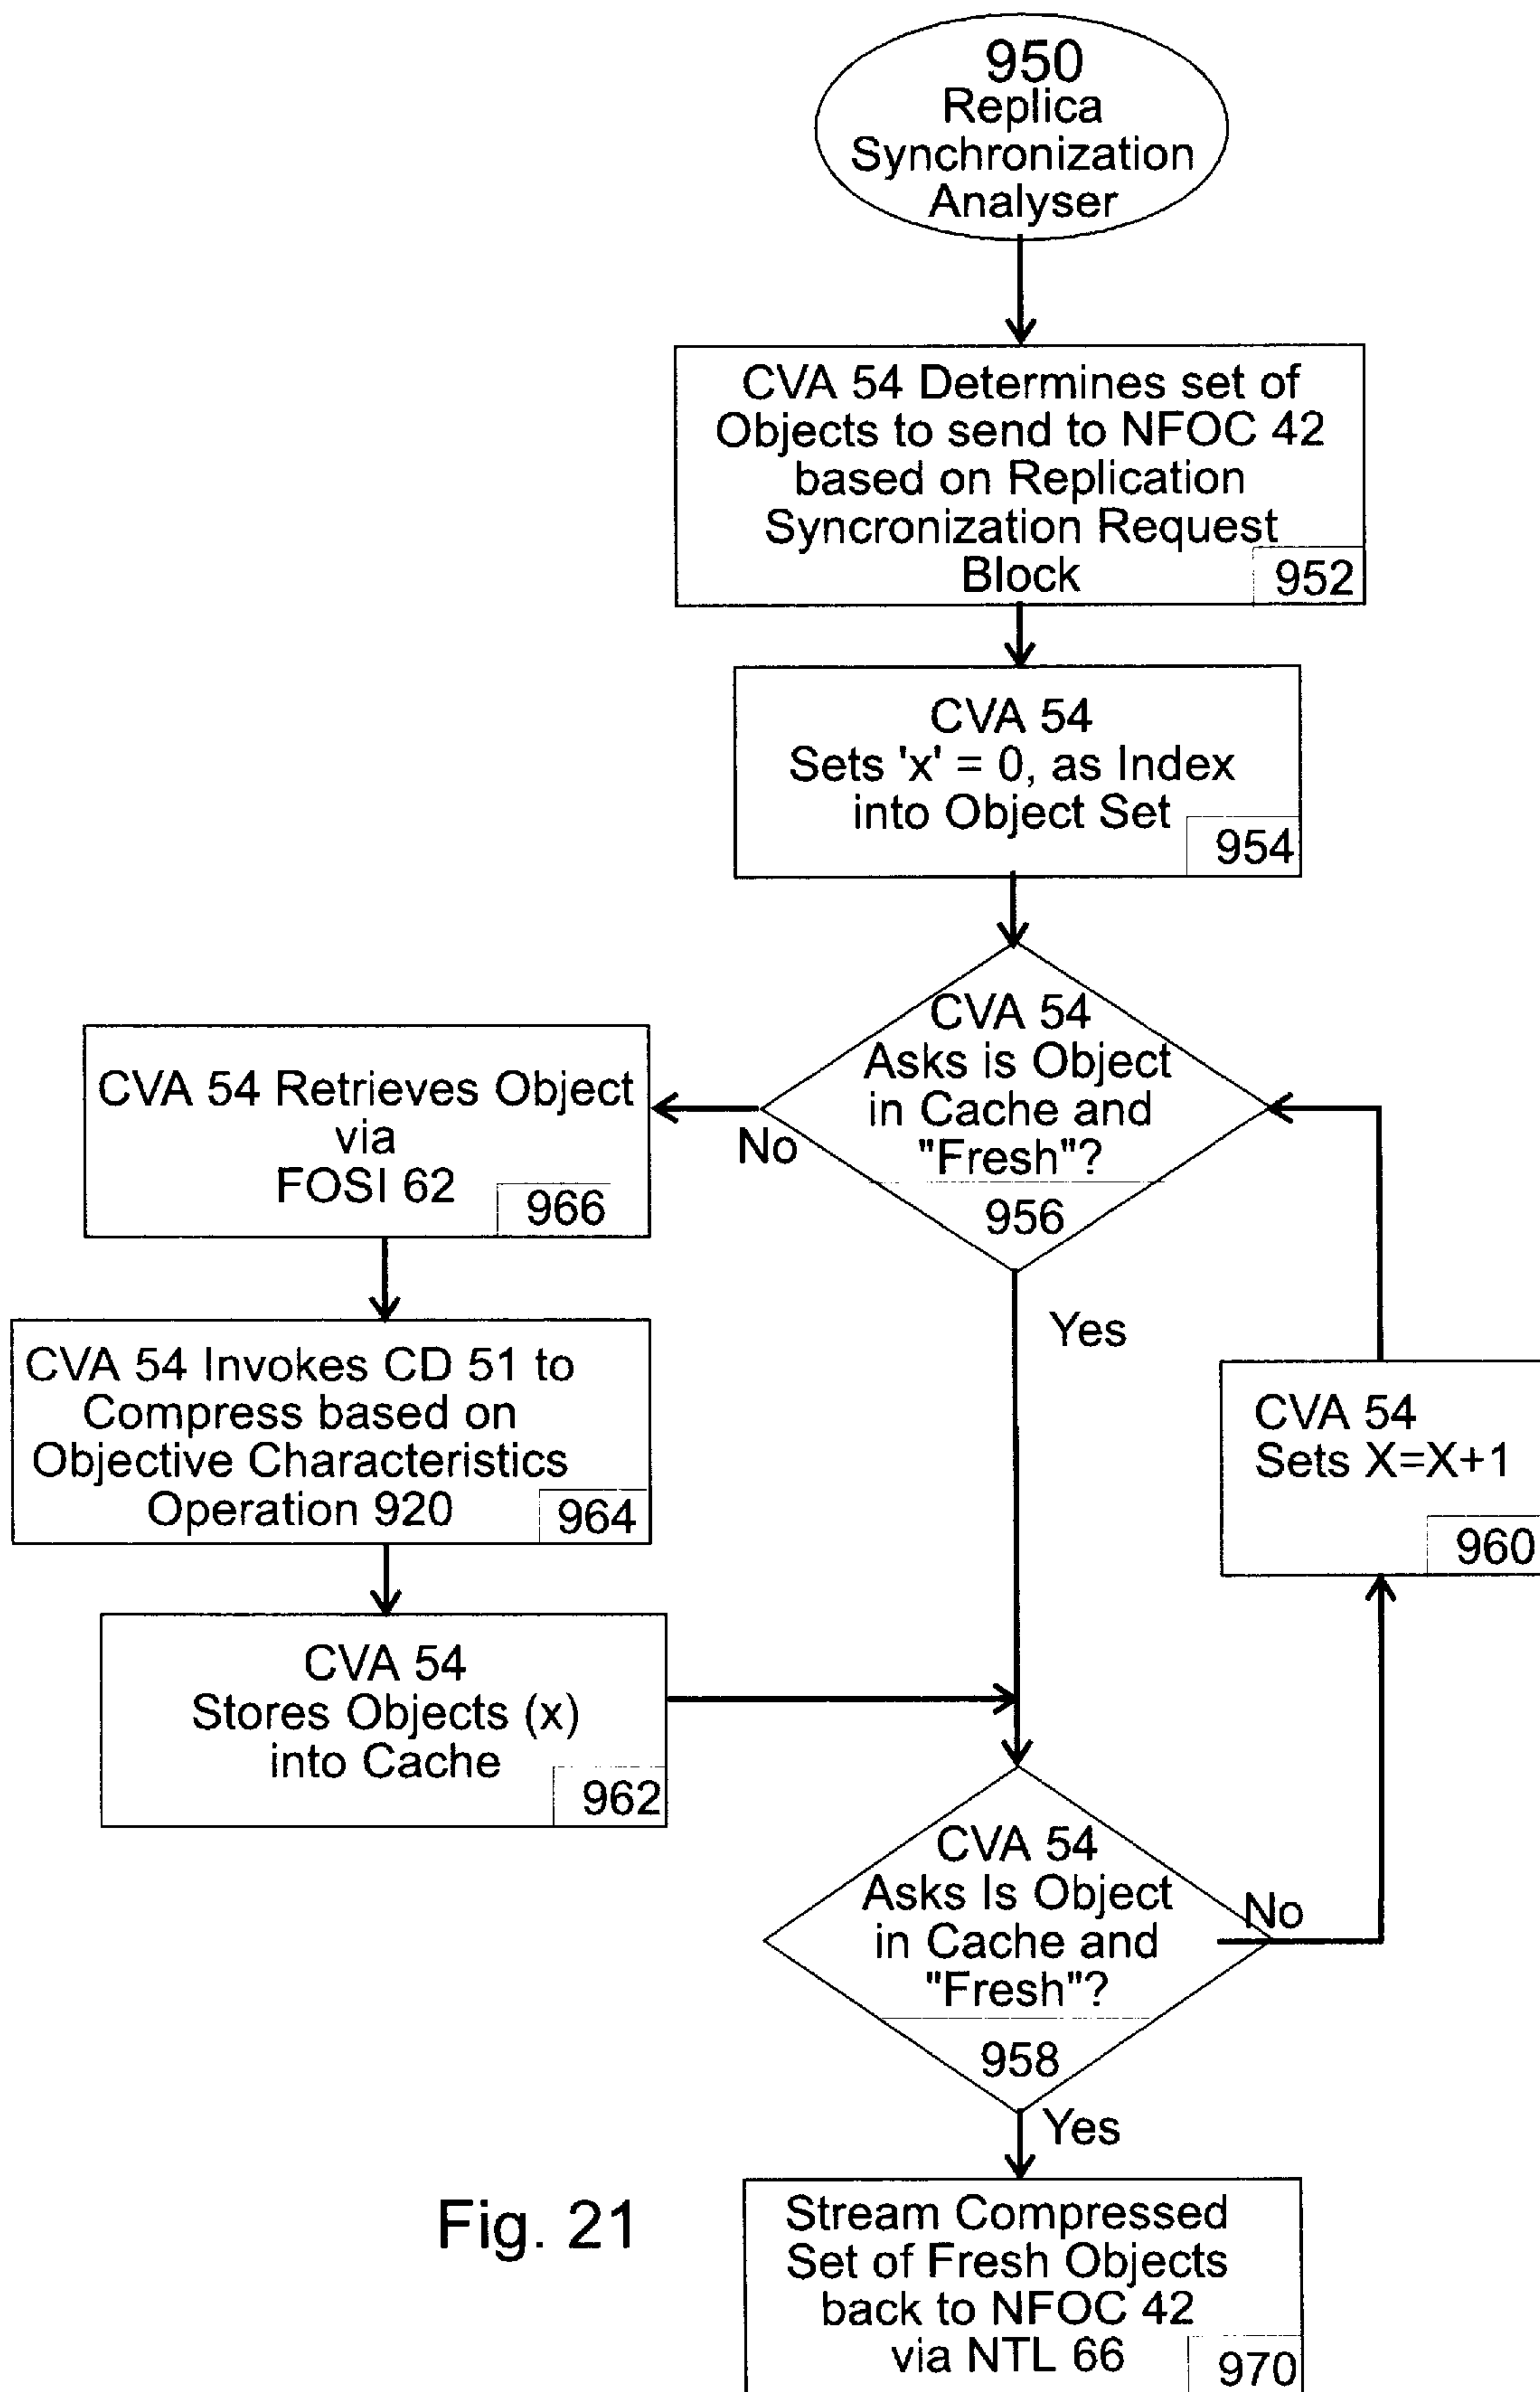 950
Replica
Synchronization
Analyser
CVA 54 Determines set of
Objects to send to NFOC 42
based on Replication
Syncronization Request
Block
952
CVA 54
Sets 'x' = 0, as Index
into Object Set
954
CVA 54
Asks is Object
in Cache and
"Fresh"?
956
No
Yes
CVA 54 Retrieves Object
via
FOSI 62
966
CVA 54 Invokes CD 51 to
Compress based on
Objective Characteristics
Operation 920
964
CVA 54
Sets X=X+1
960
CVA 54
Stores Objects (x)
into Cache
962
CVA 54
Asks Is Object
in Cache and
"Fresh"?
958
No
Yes
Stream Compressed
Set of Fresh Objects
back to NFOC 42
via NTL 66
970
Fig. 21